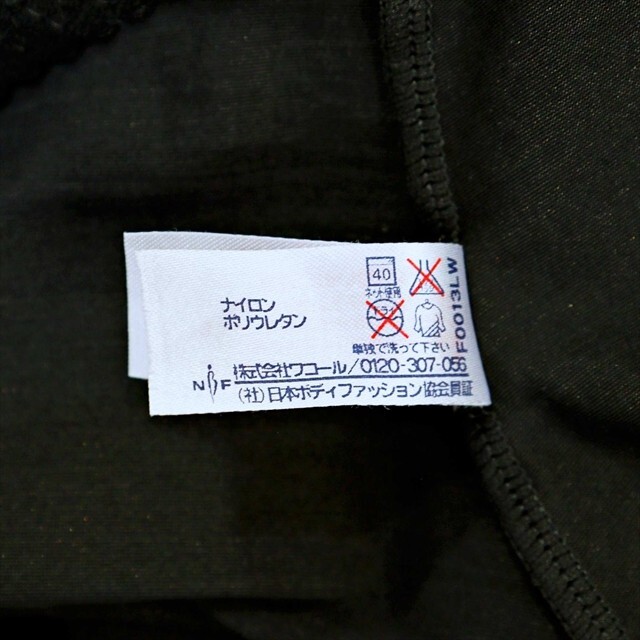 ナイロン
ポリウレタン
40
ネット使用
単独で洗って下さい
株式会社ワコール/0120-307-056
N F
(社)日本ボディファッション協会員証
F0013LW